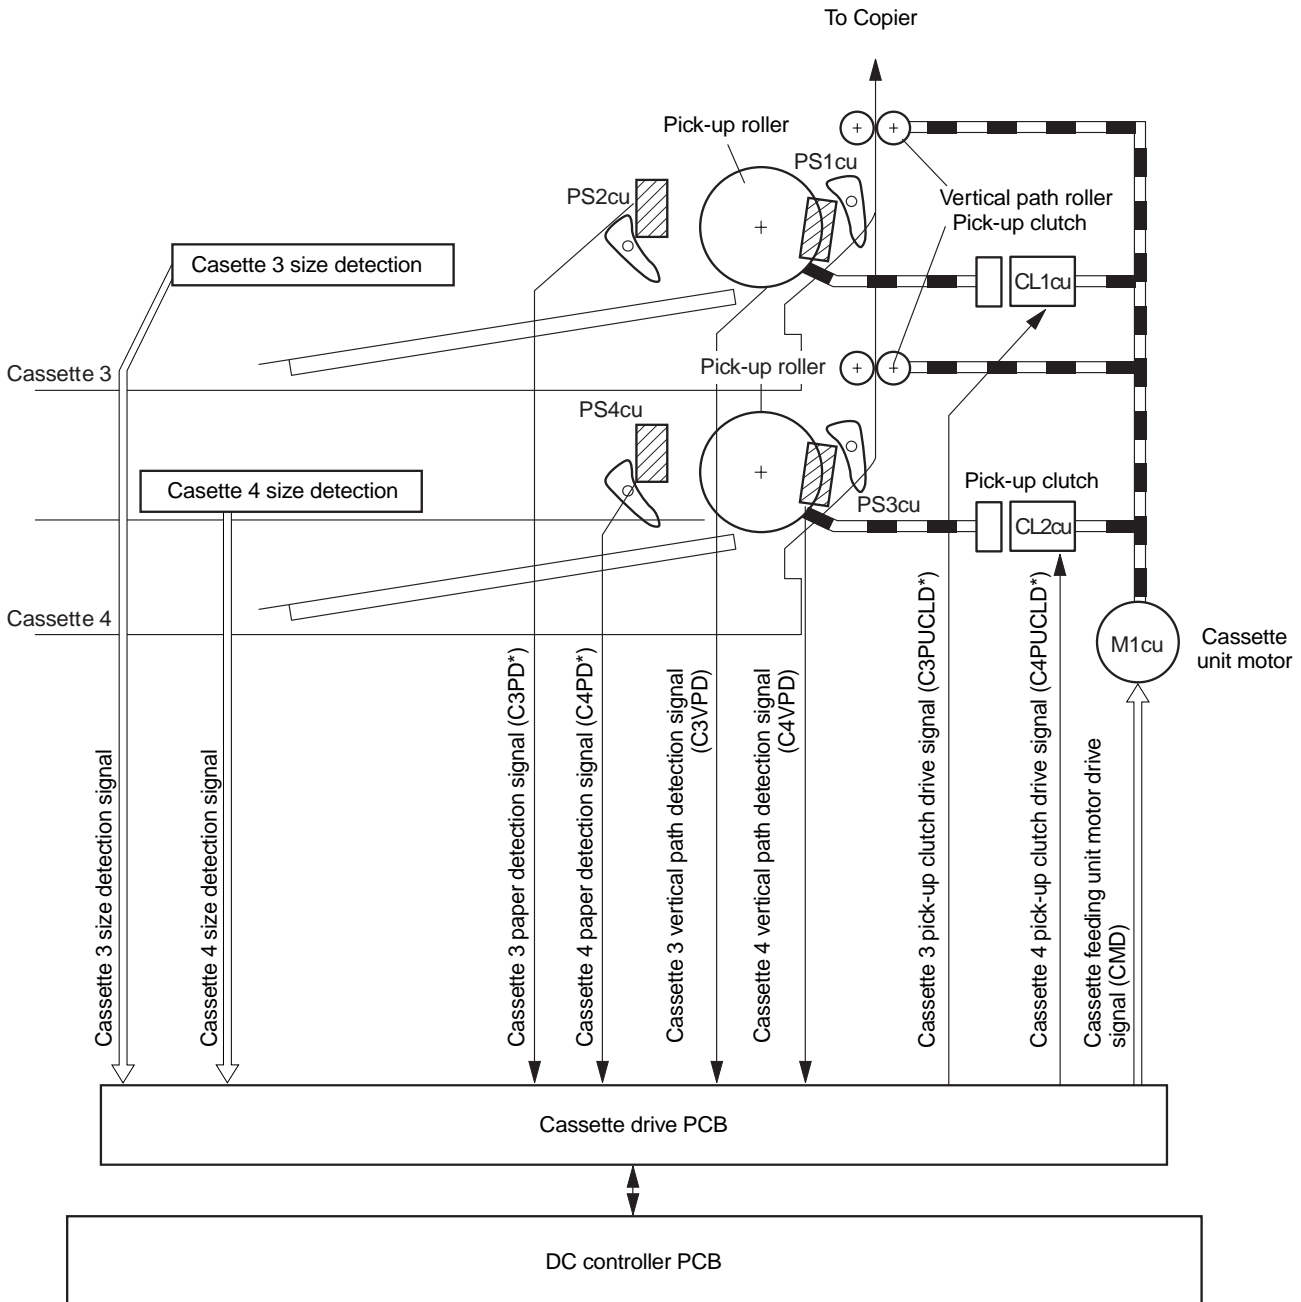 To Copier
Pick-up roller
PS1cu
PS2cu
Vertical path roller
Pick-up clutch
Casette 3 size detection
CL1cu
Cassette 3
Pick-up roller
PS4cu
Casette 4 size detection
Pick-up clutch
PS3cu
CL2cu
Cassette 4
M1cu
Cassette
unit motor
Cassette 3 size detection signal
Cassette 4 size detection signal
Cassette 3 paper detection signal (C3PD*)
Cassette 4 paper detection signal (C4PD*)
Cassette 3 vertical path detection signal
(C3VPD)
Cassette 4 vertical path detection signal
(C4VPD)
Cassette 3 pick-up clutch drive signal (C3PUCLD*)
Cassette 4 pick-up clutch drive signal (C4PUCLD*)
Cassette feeding unit motor drive
signal (CMD)
Cassette drive PCB
DC controller PCB